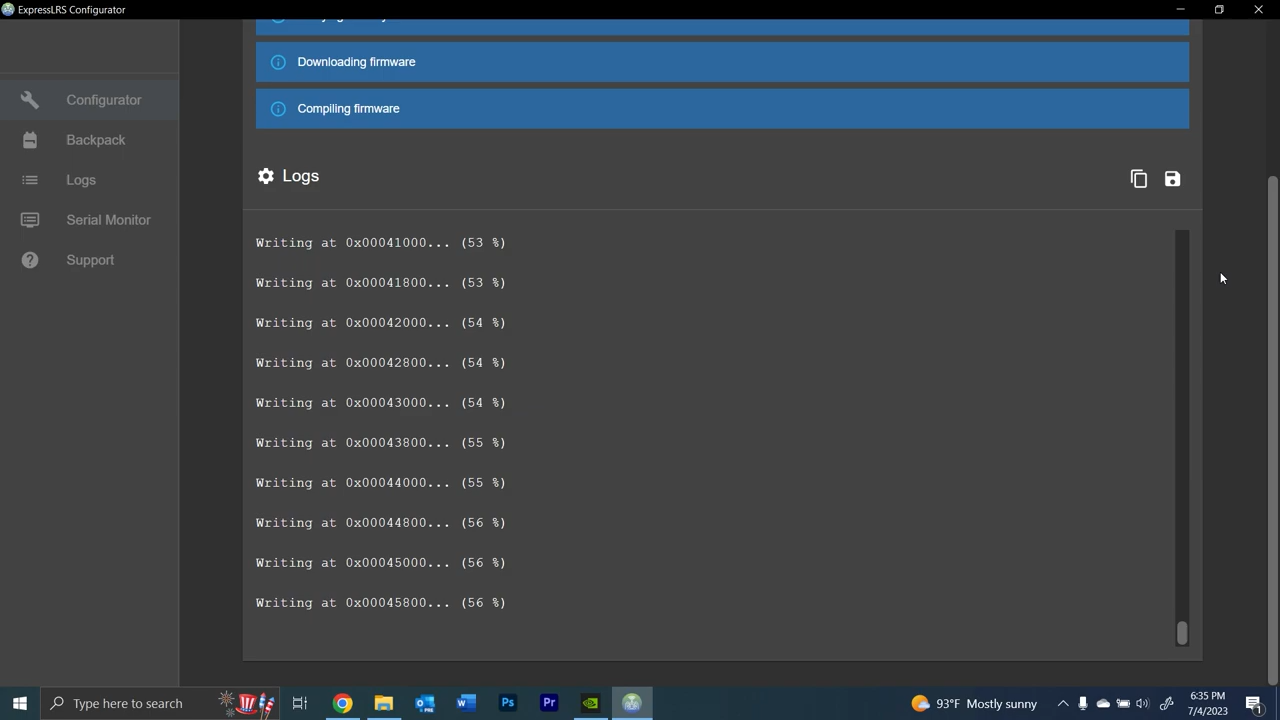 ExpressLRS Configurator
Configurator
Backpack
Logs
Serial Monitor
Support
Downloading firmware
Compiling firmware
Logs
Writing at 0x00041000... (53 %)
Writing at 0x00041800... (53 %)
Writing at 0x00042000... (54 %)
Writing at 0x00042800... (54 %)
Writing at 0x00043000... (54 %)
Writing at 0x00043800... (55 %)
Writing at 0x00044000... (55 %)
Writing at 0x00044800... (56 %)
Writing at 0x00045000... (56 %)
Writing at 0x00045800... (56 %)
Type here to search
Ps
Pr
93°F Mostly sunny
6:35 PM
7/4/2023
1